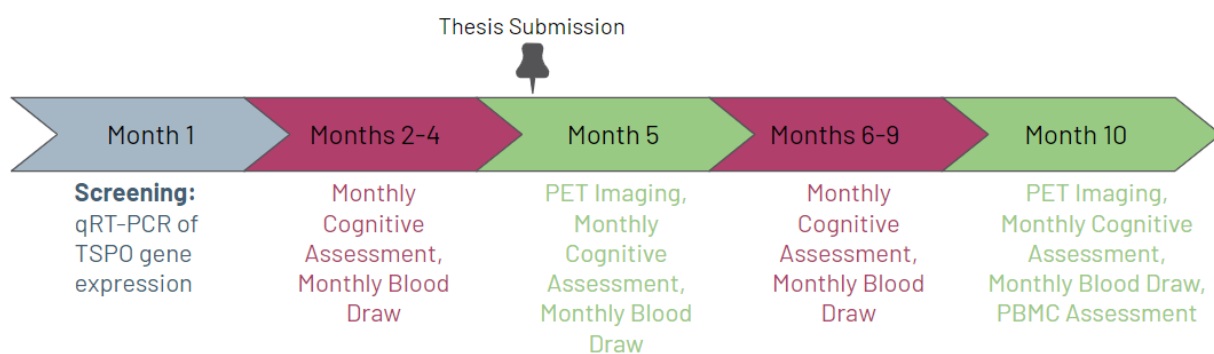 Thesis Submission
Month 1
Months 2-4
Month 5
Months 6-9
Month 10
Screening:
qRT-PCR of
TSPO gene
expression
Monthly
Cognitive
Assessment,
Monthly Blood
Draw
PET Imaging,
Monthly
Cognitive
Assessment,
Monthly Blood
Draw
Monthly
Cognitive
Assessment,
Monthly Blood
Draw
PET Imaging,
Monthly Cognitive
Assessment,
Monthly Blood Draw,
PBMC Assessment